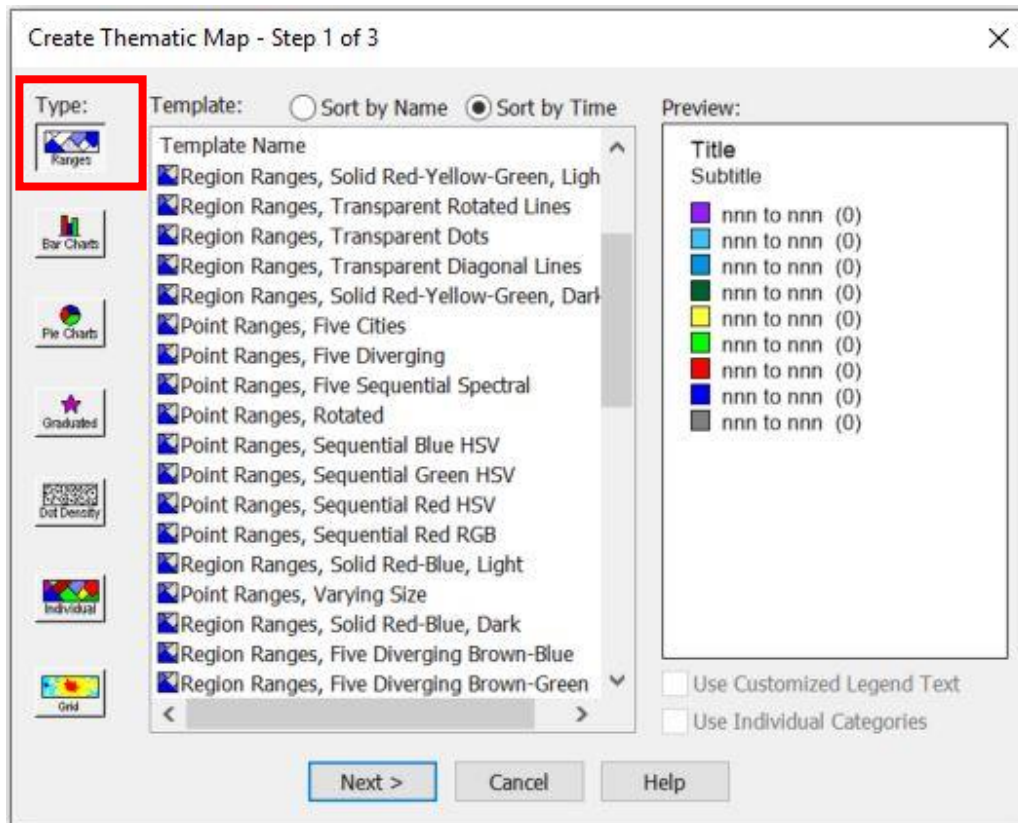 Create Thematic Map - Step 1 of 3
Type:
Ranges
Bar Charts
Pie Charts
Graduated
Dot Density
Individual
Grid
Template:
Sort by Name
Sort by Time
Template Name
Region Ranges, Solid Red-Yellow-Green, Ligh
Region Ranges, Transparent Rotated Lines
Region Ranges, Transparent Dots
Region Ranges, Transparent Diagonal Lines
Region Ranges, Solid Red-Yellow-Green, Dark
Point Ranges, Five Cities
Point Ranges, Five Diverging
Point Ranges, Five Sequential Spectral
Point Ranges, Rotated
Point Ranges, Sequential Blue HSV
Point Ranges, Sequential Green HSV
Point Ranges, Sequential Red HSV
Point Ranges, Sequential Red RGB
Region Ranges, Solid Red-Blue, Light
Point Ranges, Varying Size
Region Ranges, Solid Red-Blue, Dark
Region Ranges, Five Diverging Brown-Blue
Region Ranges, Five Diverging Brown-Green
Preview:
Title
Subtitle
nnn to nnn (0)
nnn to nnn (0)
nnn to nnn (0)
nnn to nnn (0)
nnn to nnn (0)
nnn to nnn (0)
nnn to nnn (0)
nnn to nnn (0)
nnn to nnn (0)
Use Customized Legend Text
Use Individual Categories
Next >
Cancel
Help